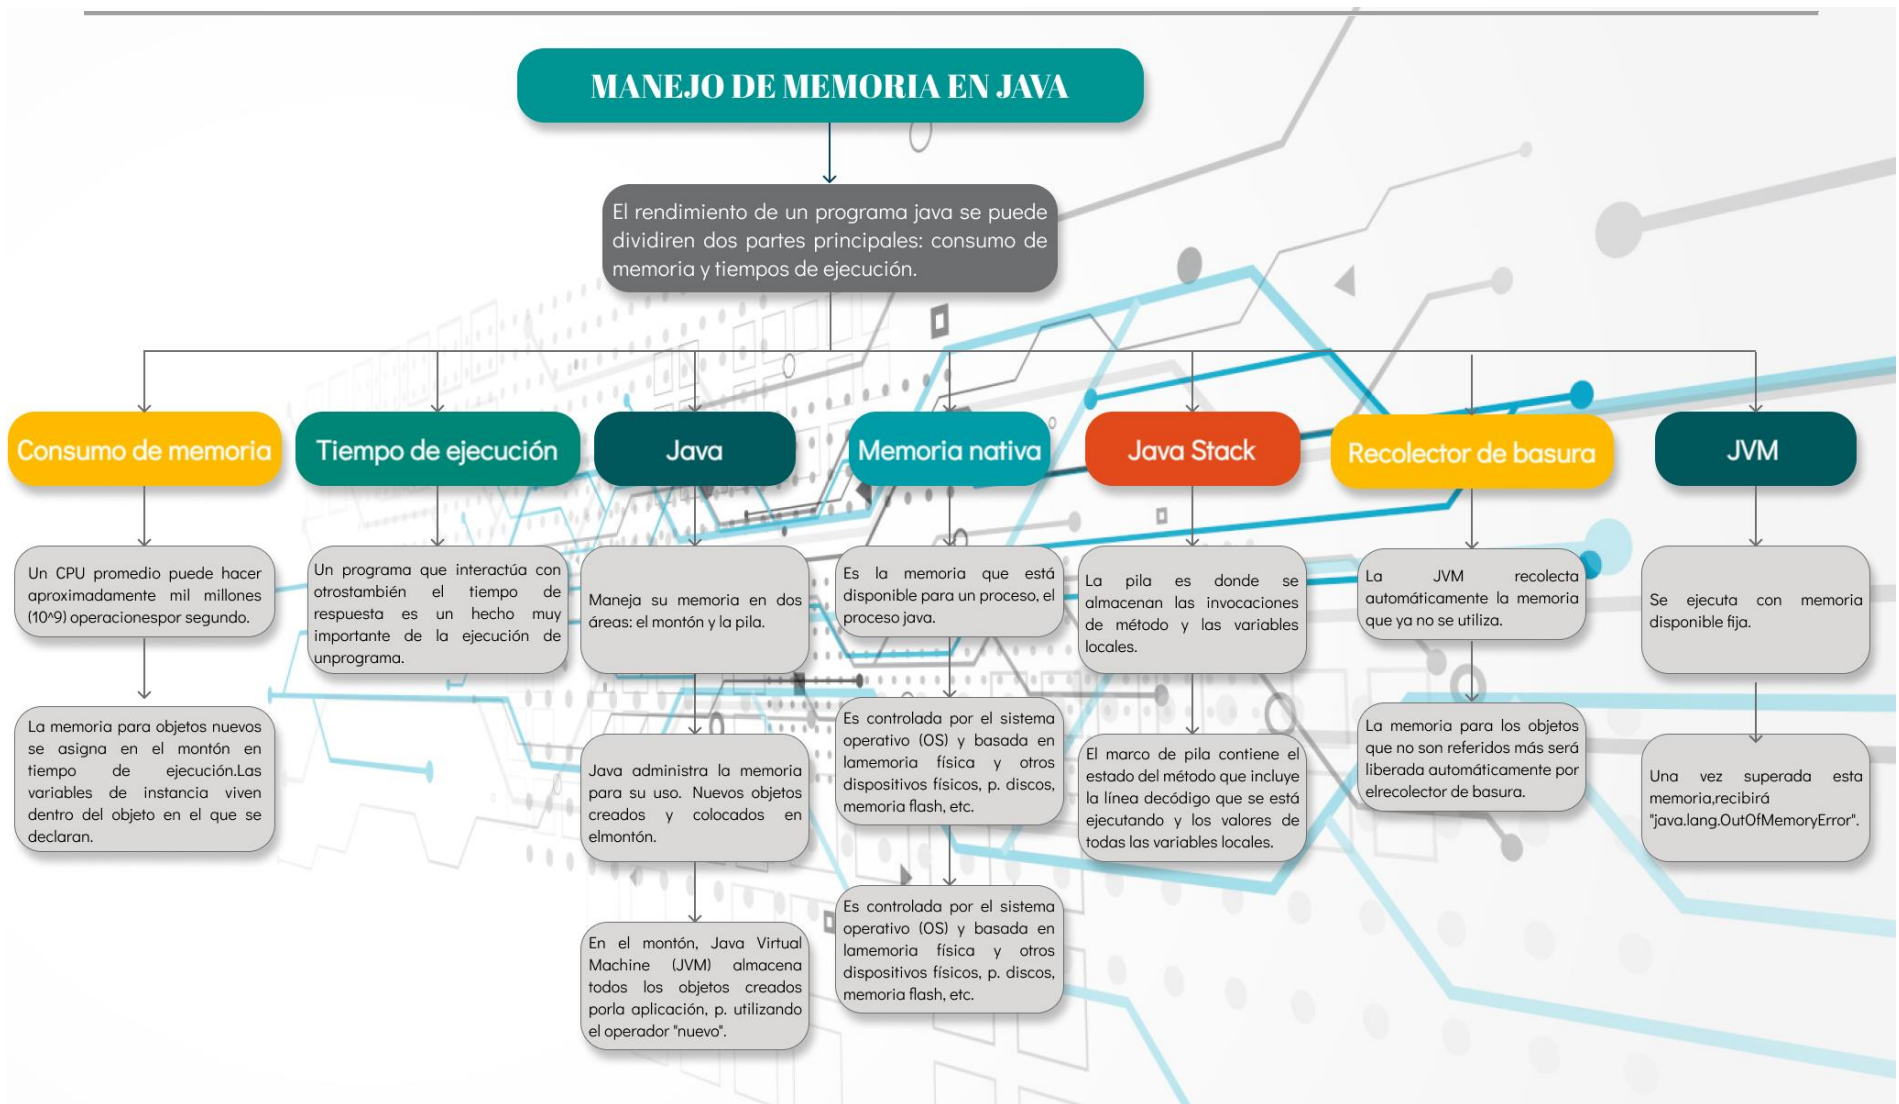 MANEJO DE MEMORIA EN JAVA
El rendimiento de un programa java se puede
dividiren dos partes principales: consumo de
memoria y tiempos de ejecución.
Consumo de memoria
Un CPU promedio puede hacer
aproximadamente mil millones
(10^9) operacionespor segundo.
La memoria para objetos nuevos
se asigna en el montón en
tiempo de ejecución.Las
variables de instancia viven
dentro del objeto en el que se
declaran.
Tiempo de ejecución
Un programa que interactúa con
otrostambién el tiempo de
respuesta es un hecho muy
importante de la ejecución de
unprograma.
Java
Maneja su memoria en dos
áreas: el montón y la pila.
Java administra la memoria
para su uso. Nuevos objetos
creados y colocados en
elmontón.
En el montón, Java Virtual
Machine (JVM) almacena
todos los objetos creados
porla aplicación, p. utilizando
el operador "nuevo".
Memoria nativa
Es la memoria que está
disponible para un proceso, el
proceso java.
Es controlada por el sistema
operativo (OS) y basada en
lamemoria física y otros
dispositivos físicos, p. discos,
memoria flash, etc.
Es controlada por el sistema
operativo (OS) y basada en
lamemoria física y otros
dispositivos físicos, p. discos,
memoria flash, etc.
Java Stack
La pila es donde se
almacenan las invocaciones
de método y las variables
locales.
El marco de pila contiene el
estado del método que incluye
la línea decódigo que se está
ejecutando y los valores de
todas las variables locales.
Recolector de basura
La JVM recolecta
automáticamente la memoria
que ya no se utiliza.
La memoria para los objetos
que no son referidos más será
liberada automáticamente por
elrecolector de basura.
JVM
Se ejecuta con memoria
disponible fija.
Una vez superada esta
memoria,recibirá
"java.lang.OutOfMemoryError".